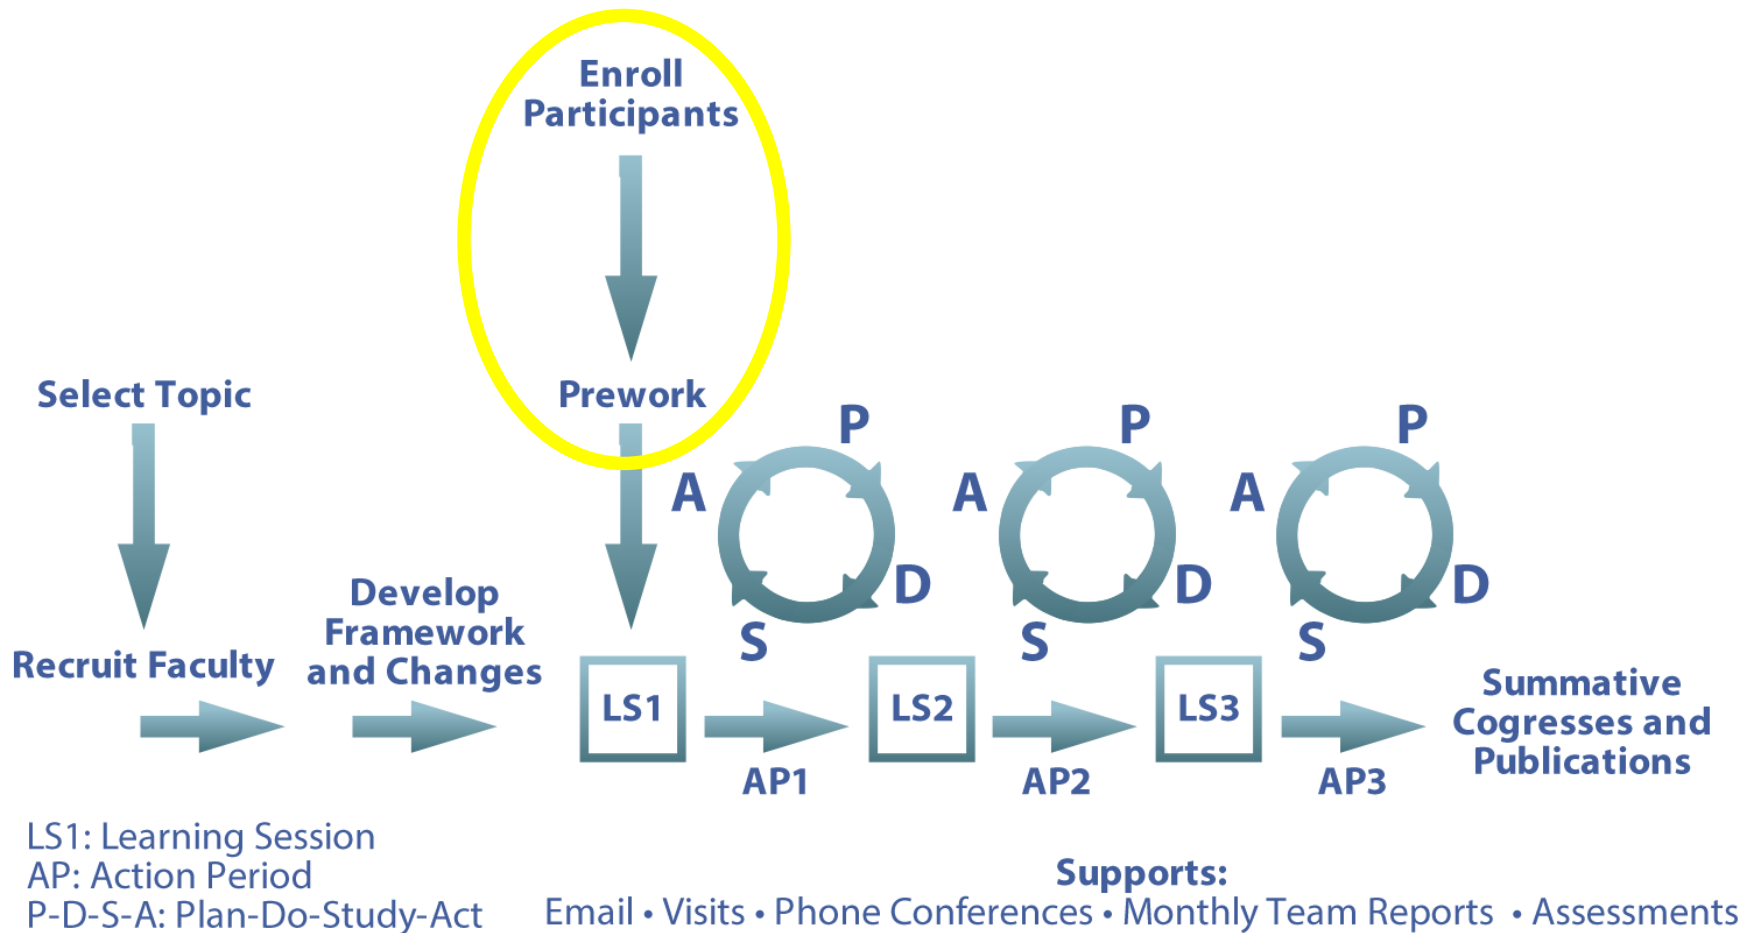 Enroll
Participants
Prework
Select Topic
Recruit Faculty
Develop
Framework
and Changes
P
A
D
S
P
A
D
S
P
A
D
S
LS1
LS2
LS3
AP1
AP2
AP3
Summative
Cogresses and
Publications
LS1: Learning Session
AP: Action Period
P-D-S-A: Plan-Do-Study-Act
Supports:
Email • Visits • Phone Conferences • Monthly Team Reports • Assessments